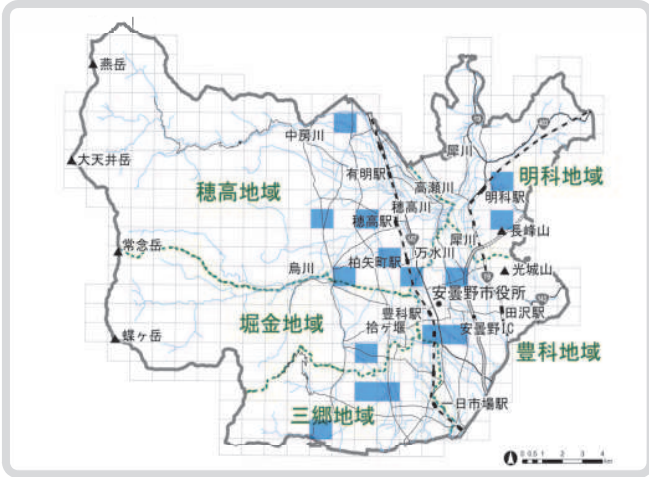 燕岳
中房川
犀川
大天井岳
有明駅
高瀬川
明科地域
穂高地域
明科駅
穂高川
穂高駅
長峰山
犀川
常念岳
万水川
柏矢町駅
烏川
光城山
安曇野市役所
豊科駅
田沢駅
堀金地域
拾ヶ堰
安曇野IC
蝶ヶ岳
豊科地域
一日市場駅
三郷地域
0 0.5 1 2 3 4